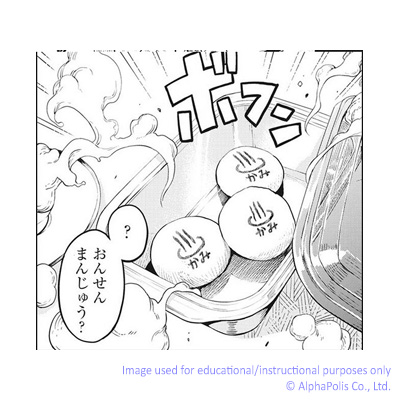 ボフン
かみ
かみ
かみ
?
おんせん
まんじゅう?
Image used for educational/instructional purposes only
© AlphaPolis Co., Ltd.